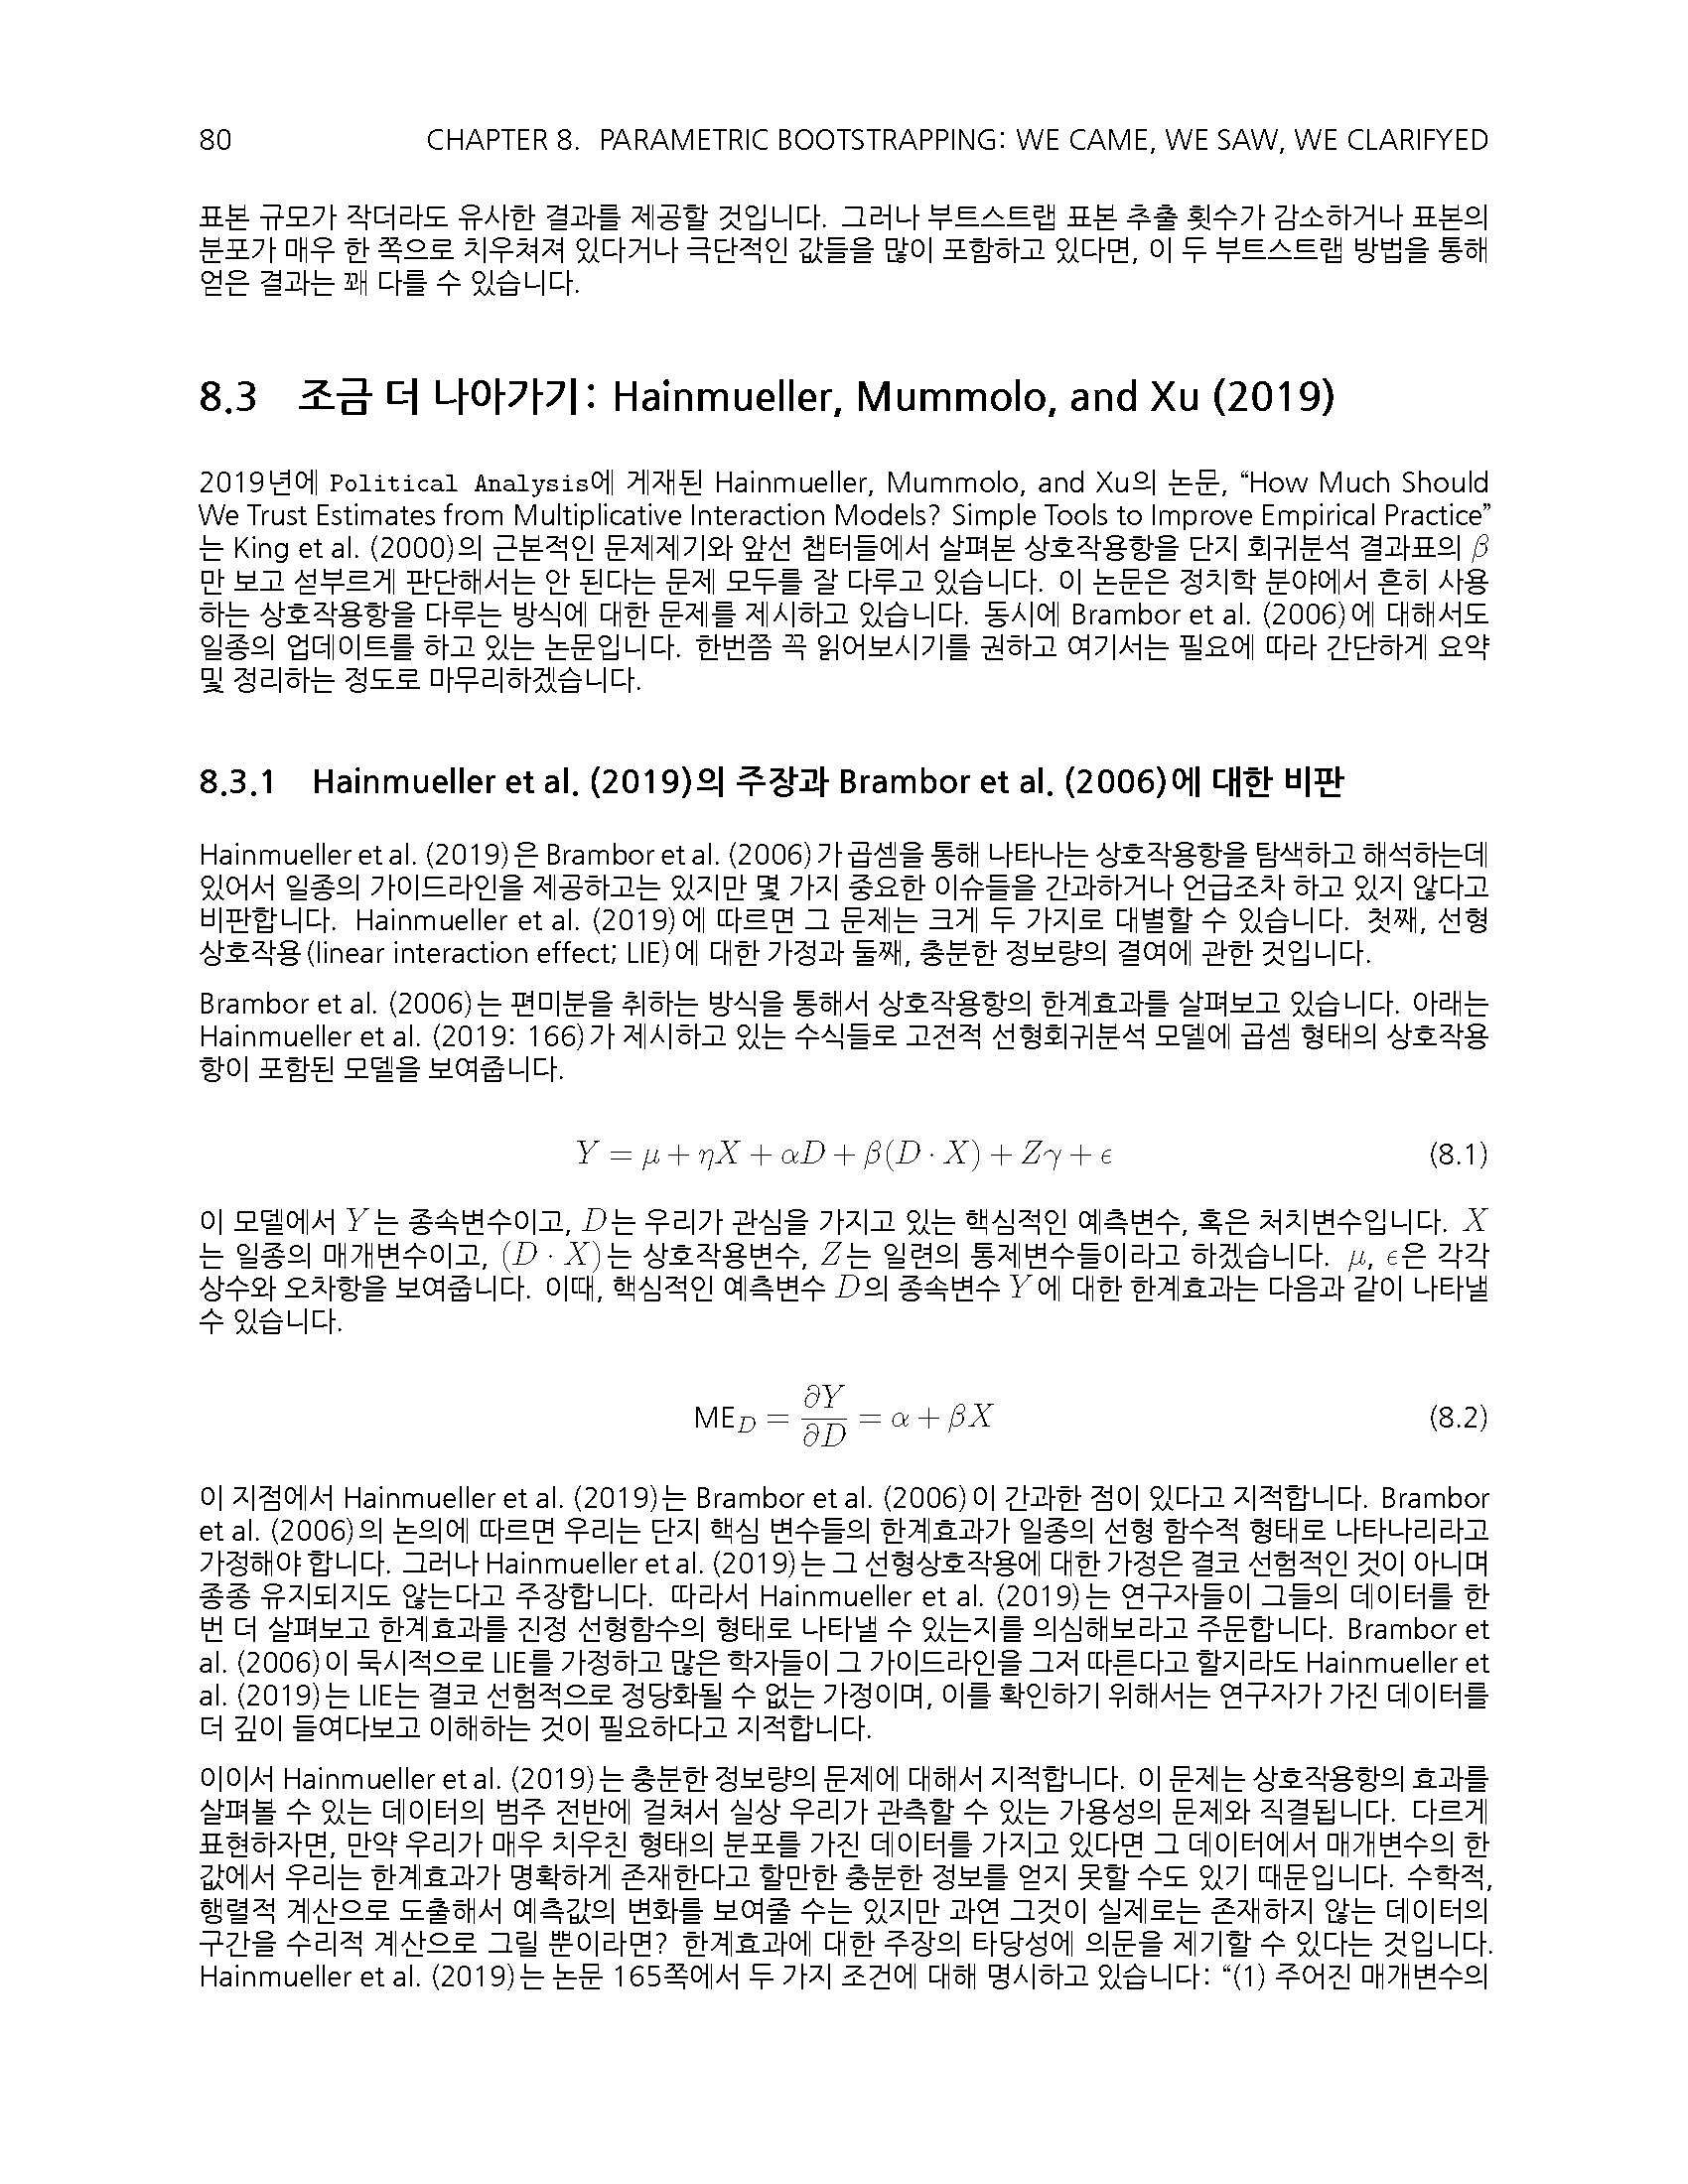 80 CHAPTER 8. PARAMETRIC BOOTSTRAPPING: WE CAME, WE SAW, WE CLARIFYED
표본 규모가 작더라도 유사한 결과를 제공할 것입니다. 그러나 부트스트랩 표본 추출 횟수가 감소하거나 표본의
분포가 매우 한 쪽으로 치우쳐져 있다거나 극단적인 값들을 많이 포함하고 있다면, 이 두 부트스트랩 방법을 통해
얻은 결과는 꽤 다를 수 있습니다.
8.3 조금 더 나아가기: Hainmueller, Mummolo, and Xu (2019)
2019년에 Political Analysis에 게재된 Hainmueller, Mummolo, and Xu의 논문, “How Much Should
We Trust Estimates from Multiplicative Interaction Models? Simple Tools to Improve Empirical Practice”
는 King et al. (2000)의 근본적인 문제제기와 앞선 챕터들에서 살펴본 상호작용항을 단지 회귀분석 결과표의 β
만 보고 섣부르게 판단해서는 안 된다는 문제 모두를 잘 다루고 있습니다. 이 논문은 정치학 분야에서 흔히 사용
하는 상호작용항을 다루는 방식에 대한 문제를 제시하고 있습니다. 동시에 Brambor et al. (2006)에 대해서도
일종의 업데이트를 하고 있는 논문입니다. 한번쯤 꼭 읽어보시기를 권하고 여기서는 필요에 따라 간단하게 요약
및 정리하는 정도로 마무리하겠습니다.
8.3.1 Hainmueller et al. (2019)의 주장과 Brambor et al. (2006)에 대한 비판
Hainmueller et al. (2019)은 Brambor et al. (2006)가 곱셈을 통해 나타나는 상호작용항을 탐색하고 해석하는데
있어서 일종의 가이드라인을 제공하고는 있지만 몇 가지 중요한 이슈들을 간과하거나 언급조차 하고 있지 않다고
비판합니다. Hainmueller et al. (2019)에 따르면 그 문제는 크게 두 가지로 대별할 수 있습니다. 첫째, 선형
상호작용(linear interaction effect; LIE)에 대한 가정과 둘째, 충분한 정보량의 결여에 관한 것입니다.
Brambor et al. (2006)는 편미분을 취하는 방식을 통해서 상호작용항의 한계효과를 살펴보고 있습니다. 아래는
Hainmueller et al. (2019: 166)가 제시하고 있는 수식들로 고전적 선형회귀분석 모델에 곱셈 형태의 상호작용
항이 포함된 모델을 보여줍니다.
Y = μ + ηX + αD + β(D · X) + Zγ + ϵ (8.1)
이 모델에서 Y는 종속변수이고, D는 우리가 관심을 가지고 있는 핵심적인 예측변수, 혹은 처치변수입니다. X
는 일종의 매개변수이고, (D · X)는 상호작용변수, Z는 일련의 통제변수들이라고 하겠습니다. μ, ϵ은 각각
상수와 오차항을 보여줍니다. 이때, 핵심적인 예측변수 D의 종속변수 Y에 대한 한계효과는 다음과 같이 나타낼
수 있습니다.
ME_D = ∂Y/∂D = α + βX (8.2)
이 지점에서 Hainmueller et al. (2019)는 Brambor et al. (2006)이 간과한 점이 있다고 지적합니다. Brambor
et al. (2006)의 논의에 따르면 우리는 단지 핵심 변수들의 한계효과가 일종의 선형 함수적 형태로 나타나리라고
가정해야 합니다. 그러나 Hainmueller et al. (2019)는 그 선형상호작용에 대한 가정은 결코 선험적인 것이 아니며
종종 유지되지도 않는다고 주장합니다. 따라서 Hainmueller et al. (2019)는 연구자들이 그들의 데이터를 한
번 더 살펴보고 한계효과를 진정 선형함수의 형태로 나타낼 수 있는지를 의심해보라고 주문합니다. Brambor et
al. (2006)이 묵시적으로 LIE를 가정하고 많은 학자들이 그 가이드라인을 그저 따른다고 할지라도 Hainmueller et
al. (2019)는 LIE는 결코 선험적으로 정당화될 수 없는 가정이며, 이를 확인하기 위해서는 연구자가 가진 데이터를
더 깊이 들여다보고 이해하는 것이 필요하다고 지적합니다.
이이서 Hainmueller et al. (2019)는 충분한 정보량의 문제에 대해서 지적합니다. 이 문제는 상호작용항의 효과를
살펴볼 수 있는 데이터의 범주 전반에 걸쳐서 실상 우리가 관측할 수 있는 가용성의 문제와 직결됩니다. 다르게
표현하자면, 만약 우리가 매우 치우친 형태의 분포를 가진 데이터를 가지고 있다면 그 데이터에서 매개변수의 한
값에서 우리는 한계효과가 명확하게 존재한다고 할만한 충분한 정보를 얻지 못할 수도 있기 때문입니다. 수학적,
행렬적 계산으로 도출해서 예측값의 변화를 보여줄 수는 있지만 과연 그것이 실제로는 존재하지 않는 데이터의
구간을 수리적 계산으로 그릴 뿐이라면? 한계효과에 대한 주장의 타당성에 의문을 제기할 수 있다는 것입니다.
Hainmueller et al. (2019)는 논문 165쪽에서 두 가지 조건에 대해 명시하고 있습니다: “(1) 주어진 매개변수의